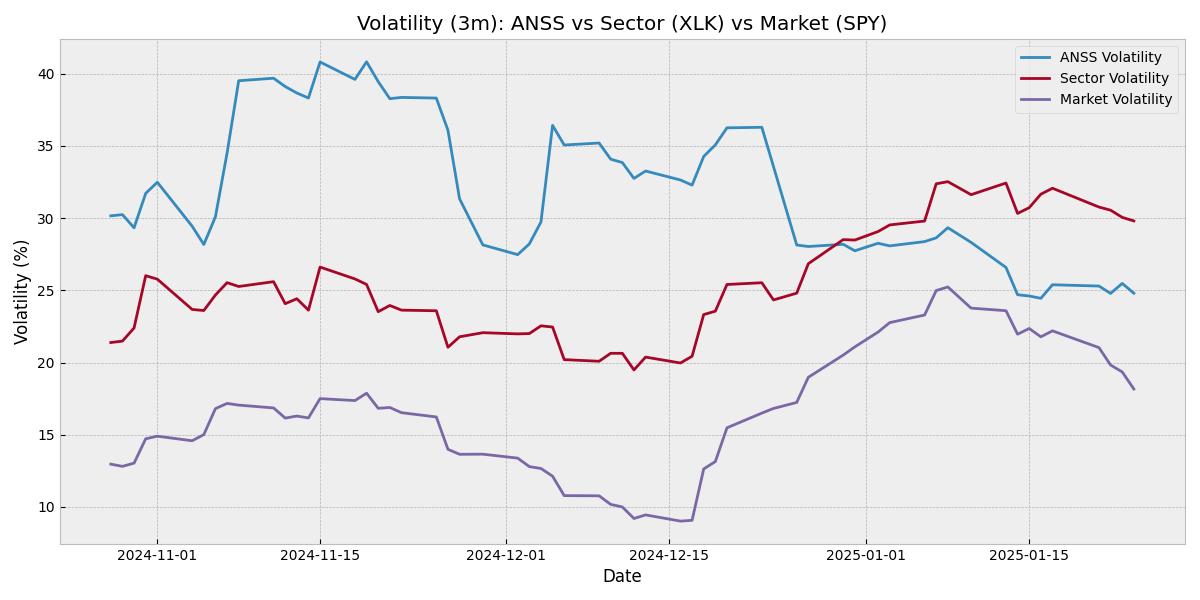 Volatility (3m): ANSS vs Sector (XLK) vs Market (SPY)
ANSS Volatility
Sector Volatility
Market Volatility
Volatility (%)
40
35
30
25
20
15
10
2024-11-01
2024-11-15
2024-12-01
2024-12-15
2025-01-01
2025-01-15
Date